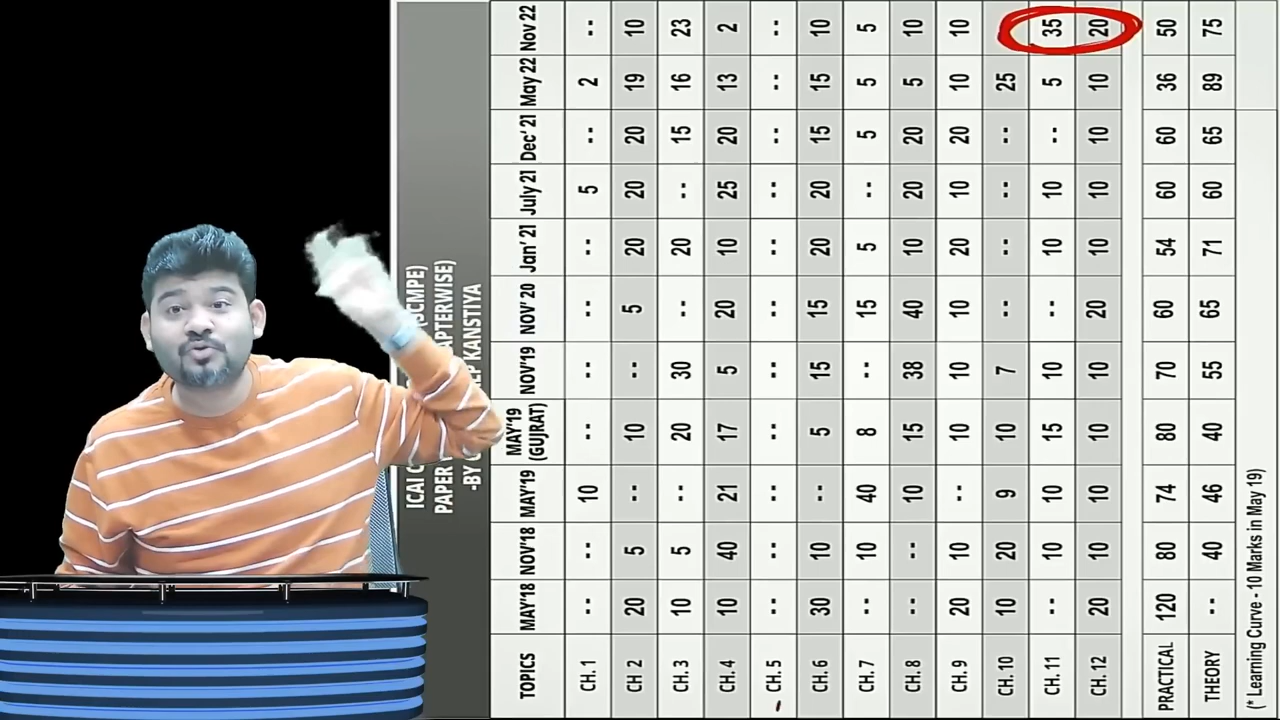 ICAI SCMPE)
PAPER
-BY KANSTIYA
TOPICS MAY'18 NOV'18 MAY'19 MAY'19 (GUJRAT) NOV'19 NOV' 20 Jan' 21 July 21 Dec' 21 May 22 Nov 22
CH. 1 -- -- 10 -- -- -- -- 5 -- 2 --
CH 2 20 5 -- 10 -- 5 20 20 20 19 10
CH.3 10 5 -- 20 30 -- 20 -- 15 16 23
CH.4 10 40 21 17 5 20 10 25 20 13 2
CH. 5 -- -- -- -- -- -- -- -- -- -- --
CH.6 30 10 -- 5 15 15 20 20 15 15 10
CH. 7 -- 10 40 8 -- 15 5 -- 5 5 5
CH.8 -- -- 10 15 38 40 10 20 20 5 10
CH. 9 20 10 -- 10 10 10 20 10 20 10 10
CH. 10 10 20 9 10 7 -- -- -- -- 25
CH. 11 -- 10 10 15 10 -- 10 10 -- 5 35
CH. 12 20 10 10 10 10 20 10 10 10 10 20
PRACTICAL 120 80 74 80 70 60 54 60 60 36 50
THEORY -- 40 46 40 55 65 71 60 65 89 75
(* Learning Curve - 10 Marks in May 19)